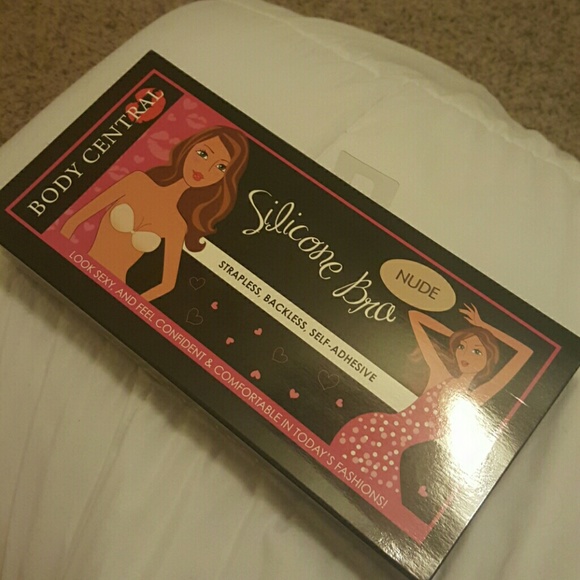 BODY CENTRAL
Silicone Bra
NUDE
STRAPLESS, BACKLESS, SELF-ADHESIVE
LOOK SEXY AND FEEL CONFIDENT & COMFORTABLE IN TODAY'S FASHIONS!